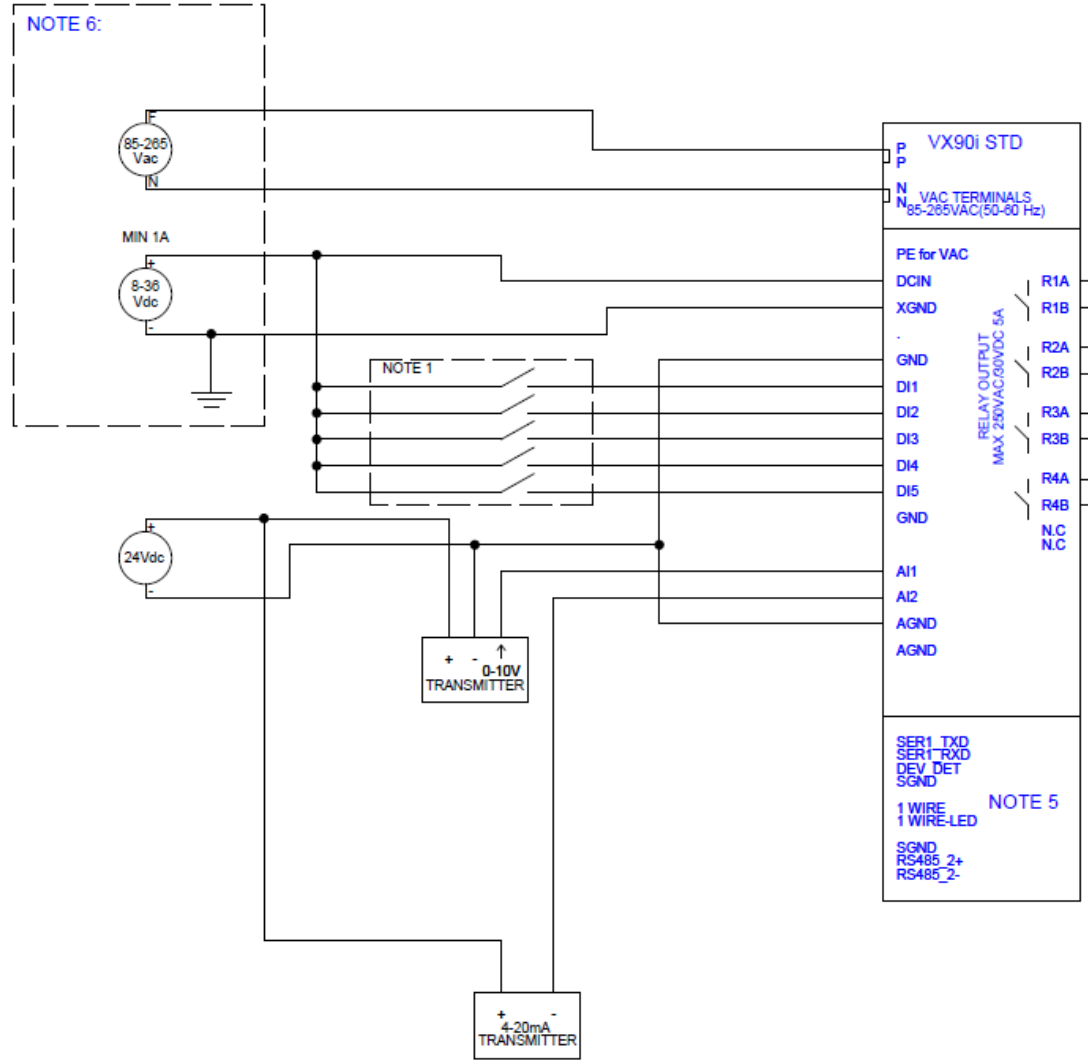 NOTE 6:
F
85-265
Vac
N
MIN 1A
+
8-36
Vdc
-
NOTE 1
+
24Vdc
-
+ - ↑
0-10V
TRANSMITTER
+ -
4-20mA
TRANSMITTER
VX90i STD
P
P
N
N
VAC TERMINALS
85-265VAC(50-60 Hz)
PE for VAC
DCIN
XGND
.
GND
DI1
DI2
DI3
DI4
DI5
GND
AI1
AI2
AGND
AGND
RELAY OUTPUT
MAX 250VAC/30VDC 5A
R1A
R1B
R2A
R2B
R3A
R3B
R4A
R4B
N.C
N.C
SER1_TXD
SER1_RXD
DEV_DET
SGND
1 WIRE
1 WIRE-LED
NOTE 5
SGND
RS485_2+
RS485_2-